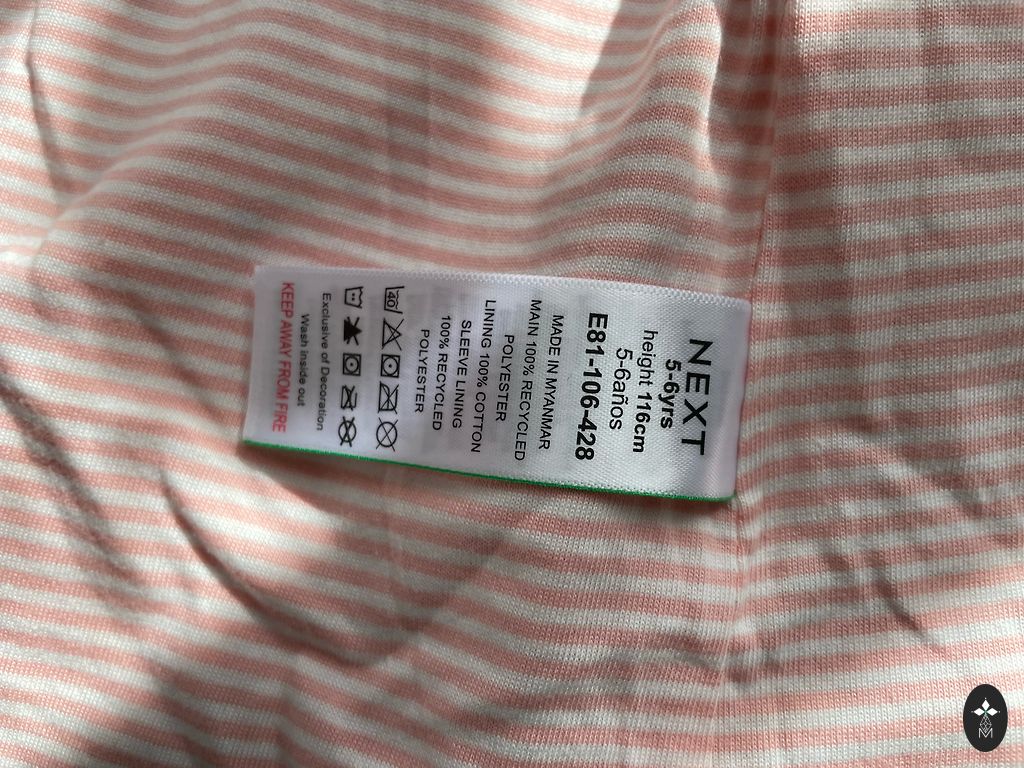 NEXT
5-6yrs
height 116cm
5-6años
E81-106-428
MADE IN MYANMAR
MAIN 100% RECYCLED
POLYESTER
LINING 100% COTTON
SLEEVE LINING
100% RECYCLED
POLYESTER
40
Exclusive of Decoration
Wash inside out
KEEP AWAY FROM FIRE
M